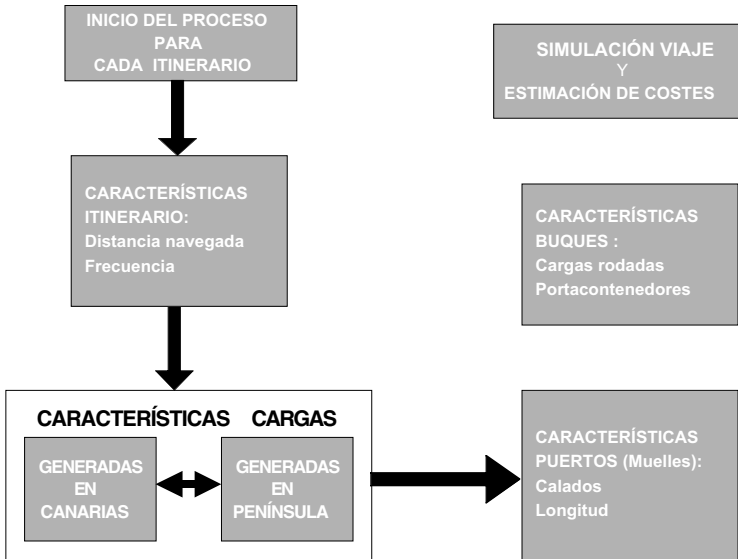 INICIO DEL PROCESO
PARA
CADA ITINERARIO
SIMULACIÓN VIAJE
Y
ESTIMACIÓN DE COSTES
CARACTERÍSTICAS
ITINERARIO:
Distancia navegada
Frecuencia
CARACTERÍSTICAS
BUQUES :
Cargas rodadas
Portacontenedores
CARACTERÍSTICAS CARGAS
GENERADAS
EN
CANARIAS
GENERADAS
EN
PENÍNSULA
CARACTERÍSTICAS
PUERTOS (Muelles):
Calados
Longitud